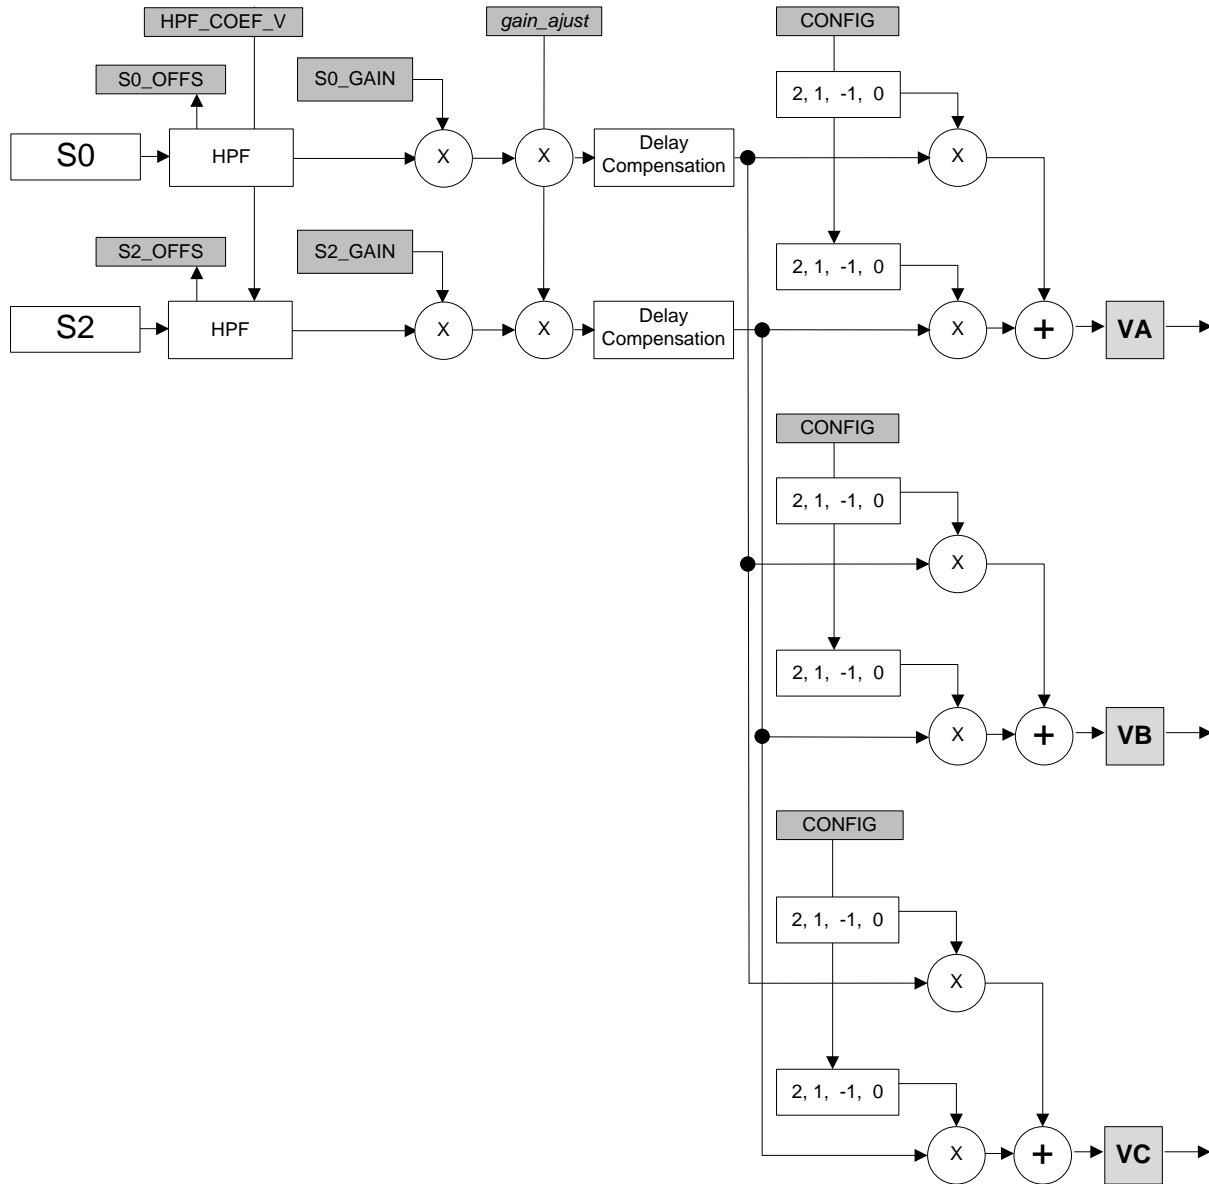 HPF_COEF_V
gain_ajust
CONFIG
S0_OFFS
S0_GAIN
2, 1, -1, 0
S0
HPF
X
X
Delay
Compensation
X
S2_OFFS
S2_GAIN
2, 1, -1, 0
S2
HPF
X
X
Delay
Compensation
X
+
VA
CONFIG
2, 1, -1, 0
X
2, 1, -1, 0
X
+
VB
CONFIG
2, 1, -1, 0
X
2, 1, -1, 0
X
+
VC